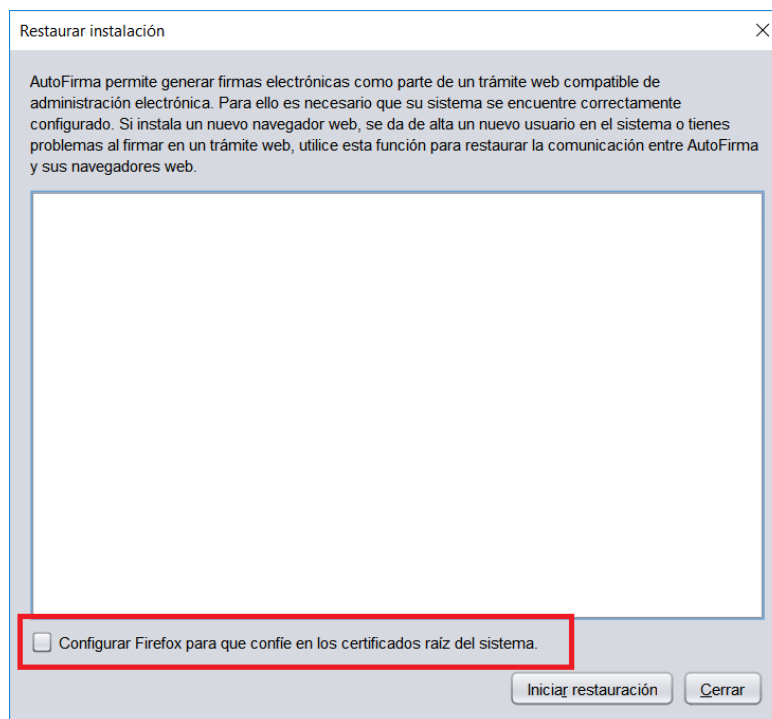 Restaurar instalación
AutoFirma permite generar firmas electrónicas como parte de un trámite web compatible de
administración electrónica. Para ello es necesario que su sistema se encuentre correctamente
configurado. Si instala un nuevo navegador web, se da de alta un nuevo usuario en el sistema o tienes
problemas al firmar en un trámite web, utilice esta función para restaurar la comunicación entre AutoFirma
y sus navegadores web.
Configurar Firefox para que confíe en los certificados raíz del sistema.
Iniciar restauración
Cerrar